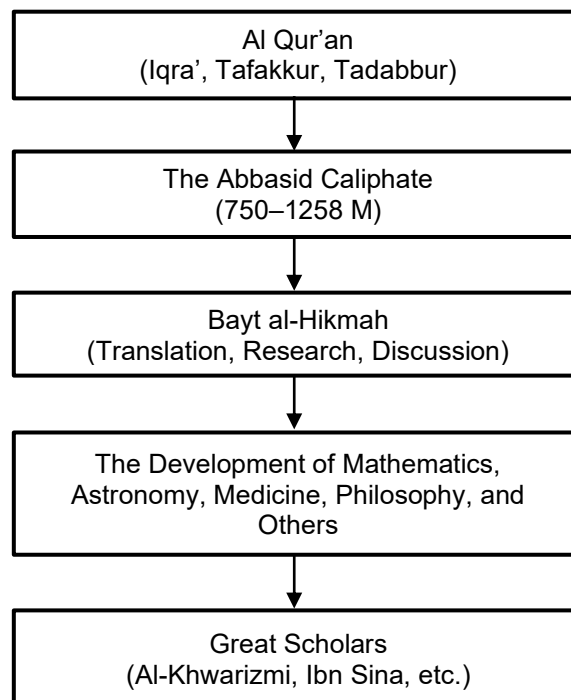 Al Qur’an
(Iqra’, Tafakkur, Tadabbur)
The Abbasid Caliphate
(750–1258 M)
Bayt al-Hikmah
(Translation, Research, Discussion)
The Development of Mathematics,
Astronomy, Medicine, Philosophy, and
Others
Great Scholars
(Al-Khwarizmi, Ibn Sina, etc.)